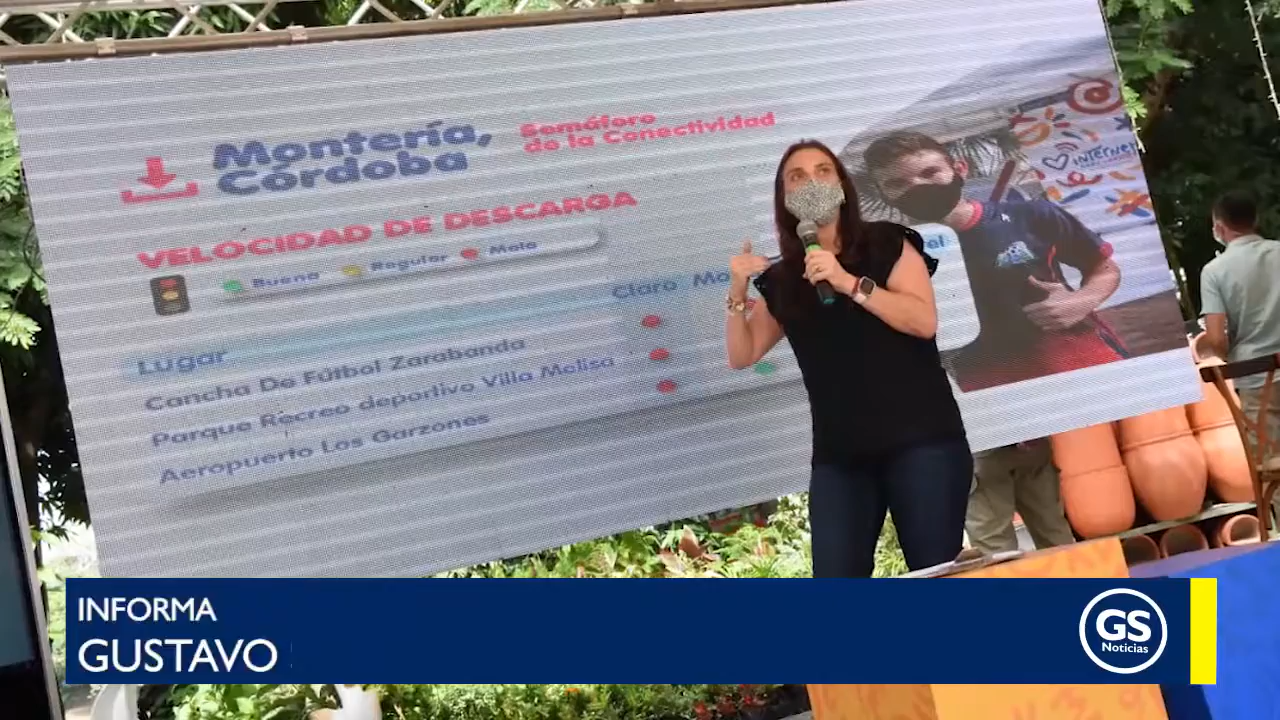 Montería,
Córdoba
Semáforo
de la Conectividad
VELOCIDAD DE DESCARGA
Buena Regular Mala
Lugar Claro
Cancha De Fútbol Zarabanda
Parque Recreo deportivo Villa Melisa
Aeropuerto Los Garzones
internet
INFORMA
GUSTAVO
GS
Noticias